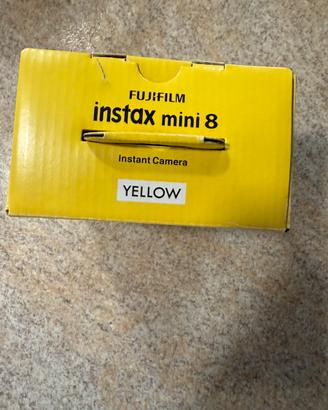 FUJIFILM
instax mini 8
Instant Camera
YELLOW